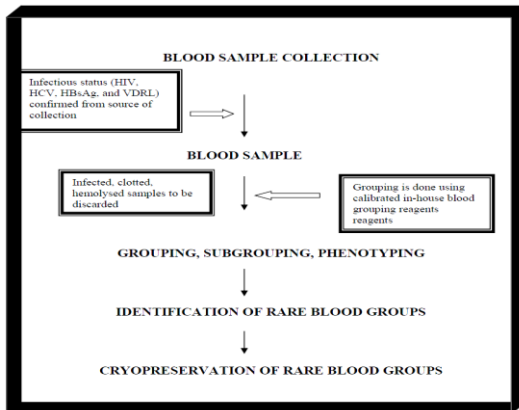 BLOOD SAMPLE COLLECTION
Infectious status (HIV,
HCV, HBsAg, and VDRL)
confirmed from source of
collection
BLOOD SAMPLE
Infected, clotted,
hemolysed samples to be
discarded
Grouping is done using
calibrated in-house blood
grouping reagents
reagents
GROUPING, SUBGROUPING, PHENOTYPING
IDENTIFICATION OF RARE BLOOD GROUPS
CRYOPRESERVATION OF RARE BLOOD GROUPS